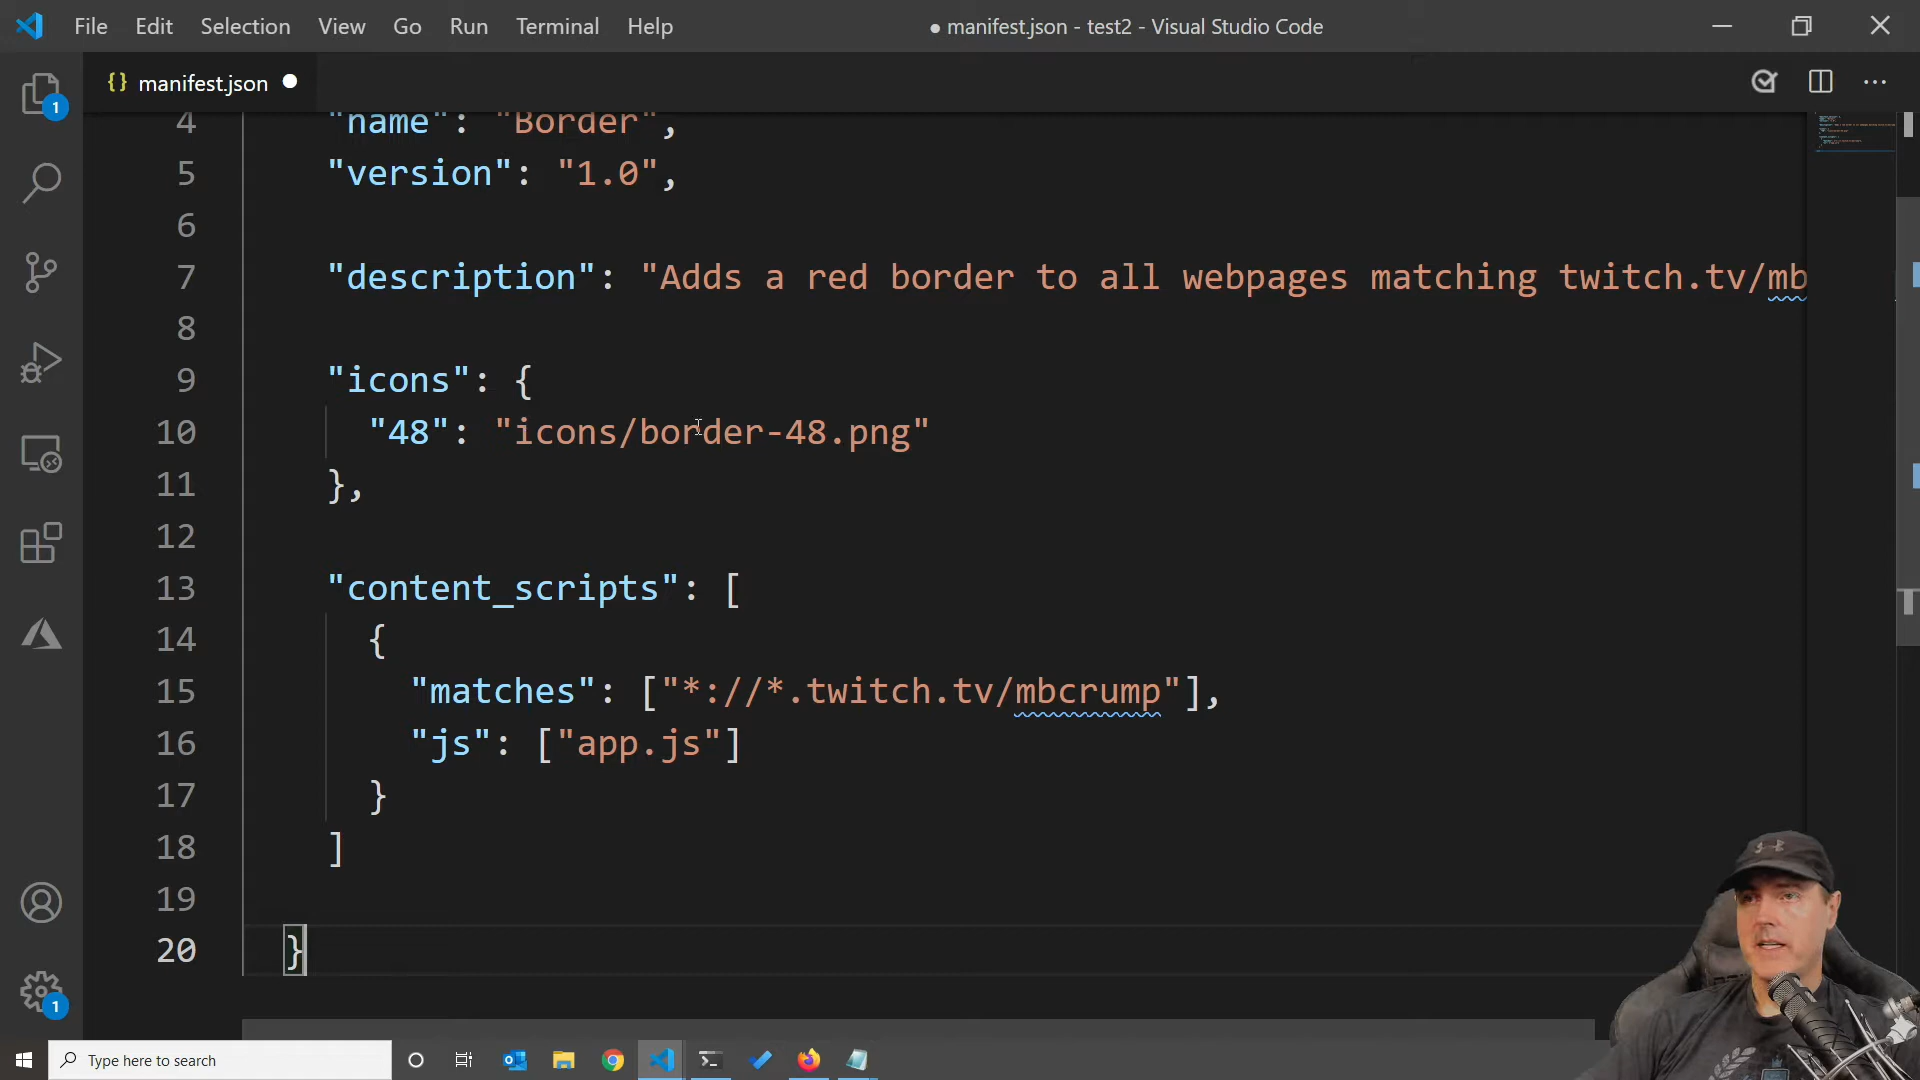 File Edit Selection View Go Run Terminal Help
● manifest.json - test2 - Visual Studio Code
{} manifest.json ●
4 "name": "Border",
5 "version": "1.0",
6
7 "description": "Adds a red border to all webpages matching twitch.tv/mb
8
9 "icons": {
10 "48": "icons/border-48.png"
11 },
12
13 "content_scripts": [
14 {
15 "matches": ["*://*.twitch.tv/mbcrump"],
16 "js": ["app.js"]
17 }
18 ]
19
20 }
1
1
Type here to search